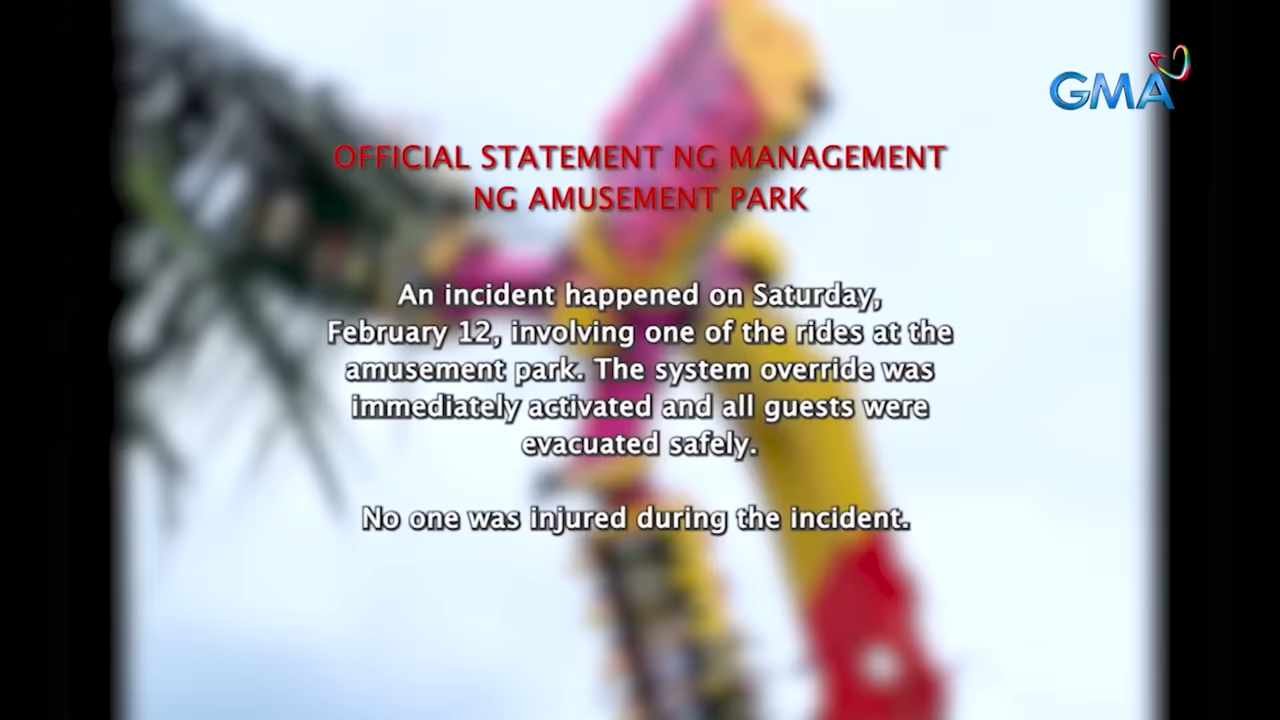 GMA
OFFICIAL STATEMENT NG MANAGEMENT
NG AMUSEMENT PARK
An incident happened on Saturday,
February 12, involving one of the rides at the
amusement park. The system override was
immediately activated and all guests were
evacuated safely.
No one was injured during the incident.